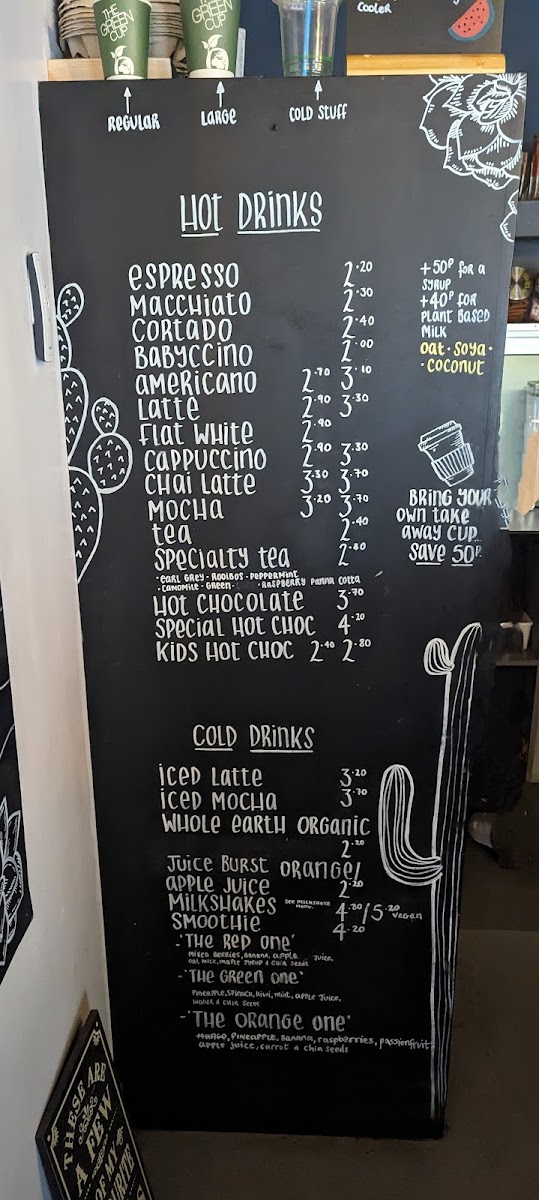 THE GREEN CUP
THE GREEN CUP
COOLER
REGULAR
LARGE
COLD STUFF
HOT DRINKS
ESPRESSO 2.20
MACCHIATO 2.30
CORTADO 2.40
BABYCCINO 2.00
AMERICANO 2.70 3.10
LATTE 2.90 3.30
FLAT WHITE 2.90
CAPPUCCINO 2.90 3.30
CHAI LATTE 3.30 3.70
MOCHA 3.20 3.70
TEA 2.40
SPECIALTY TEA 2.80
· EARL GREY · ROOIBOS · PEPPERMINT
· CAMOMILE · GREEN · · RASPBERRY PANNA COTTA
HOT CHOCOLATE 3.70
SPECIAL HOT CHOC 4.20
KIDS HOT CHOC 2.40 2.80
+50P FOR A
SYRUP
+40P FOR
PLANT BASED
MILK
OAT · SOYA ·
· COCONUT
BRING YOUR
OWN TAKE
AWAY CUP
SAVE 50P.
COLD DRINKS
ICED LATTE 3.20
ICED MOCHA 3.70
WHOLE EARTH ORGANIC
2.20
JUICE BURST ORANGE/
APPLE JUICE 2.20
MILKSHAKES SEE MILKSHAKE MENU. 4.30/5.20 VEGAN
SMOOTHIE 4.20
-'THE RED ONE'
MIXED BERRIES, BANANA, APPLE JUICE,
OAT MILK, MAPLE SYRUP & CHIA SEEDS
-'THE GREEN ONE"
PINEAPPLE, SPINACH, KIWI, MINT, APPLE JUICE,
WATER & CHIA SEEDS
-'THE ORANGE ONE"
MANGO, PINEAPPLE, BANANA, RASPBERRIES, PASSIONFRUIT
APPLE JUICE, CARROT & CHIA SEEDS
THESE ARE
A FEW
OF MY